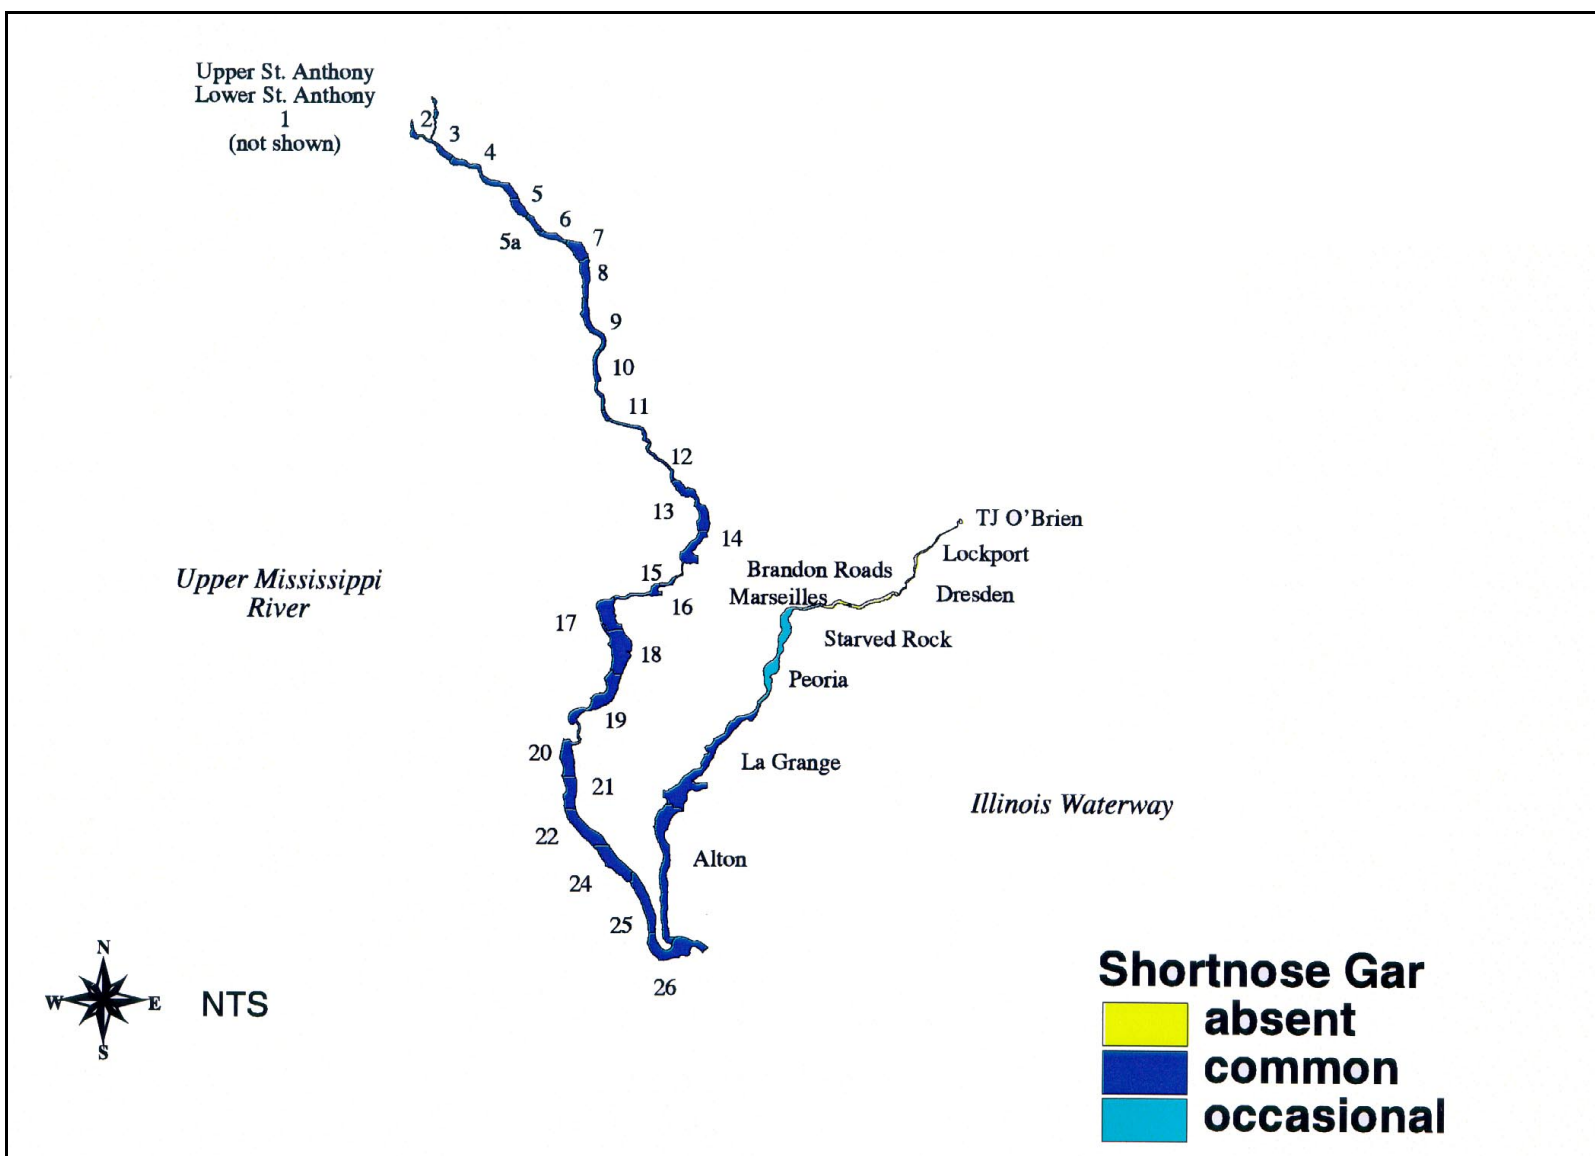 Upper St. Anthony
Lower St. Anthony
1
(not shown)
2
3
4
5
6
5a
7
8
9
10
11
12
13
14
15
16
17
18
19
20
21
22
24
25
26
Upper Mississippi
River
TJ O'Brien
Lockport
Brandon Roads
Dresden
Marseilles
Starved Rock
Peoria
La Grange
Alton
Illinois Waterway
N
W
E
S
NTS
Shortnose Gar
absent
common
occasional